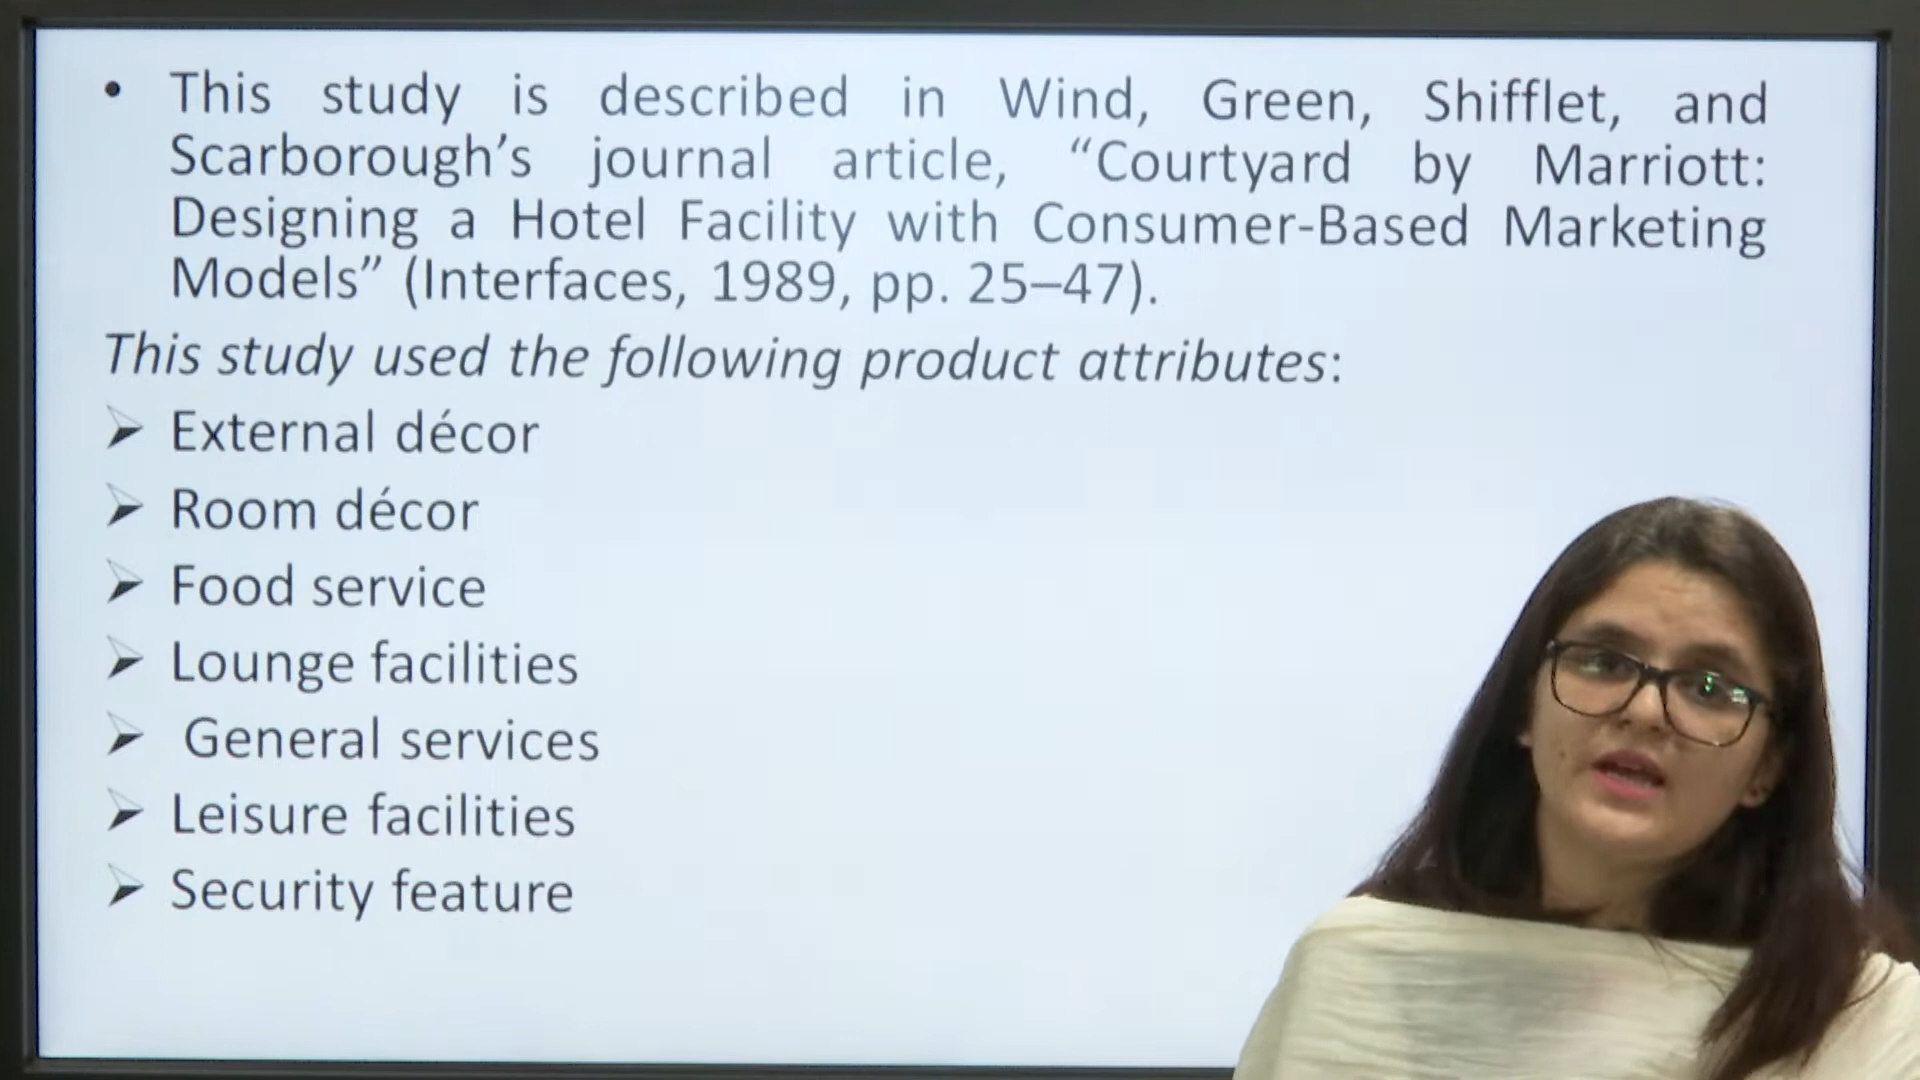 • This study is described in Wind, Green, Shifflet, and
Scarborough’s journal article, “Courtyard by Marriott:
Designing a Hotel Facility with Consumer-Based Marketing
Models” (Interfaces, 1989, pp. 25–47).
This study used the following product attributes:
➢ External décor
➢ Room décor
➢ Food service
➢ Lounge facilities
➢ General services
➢ Leisure facilities
➢ Security feature